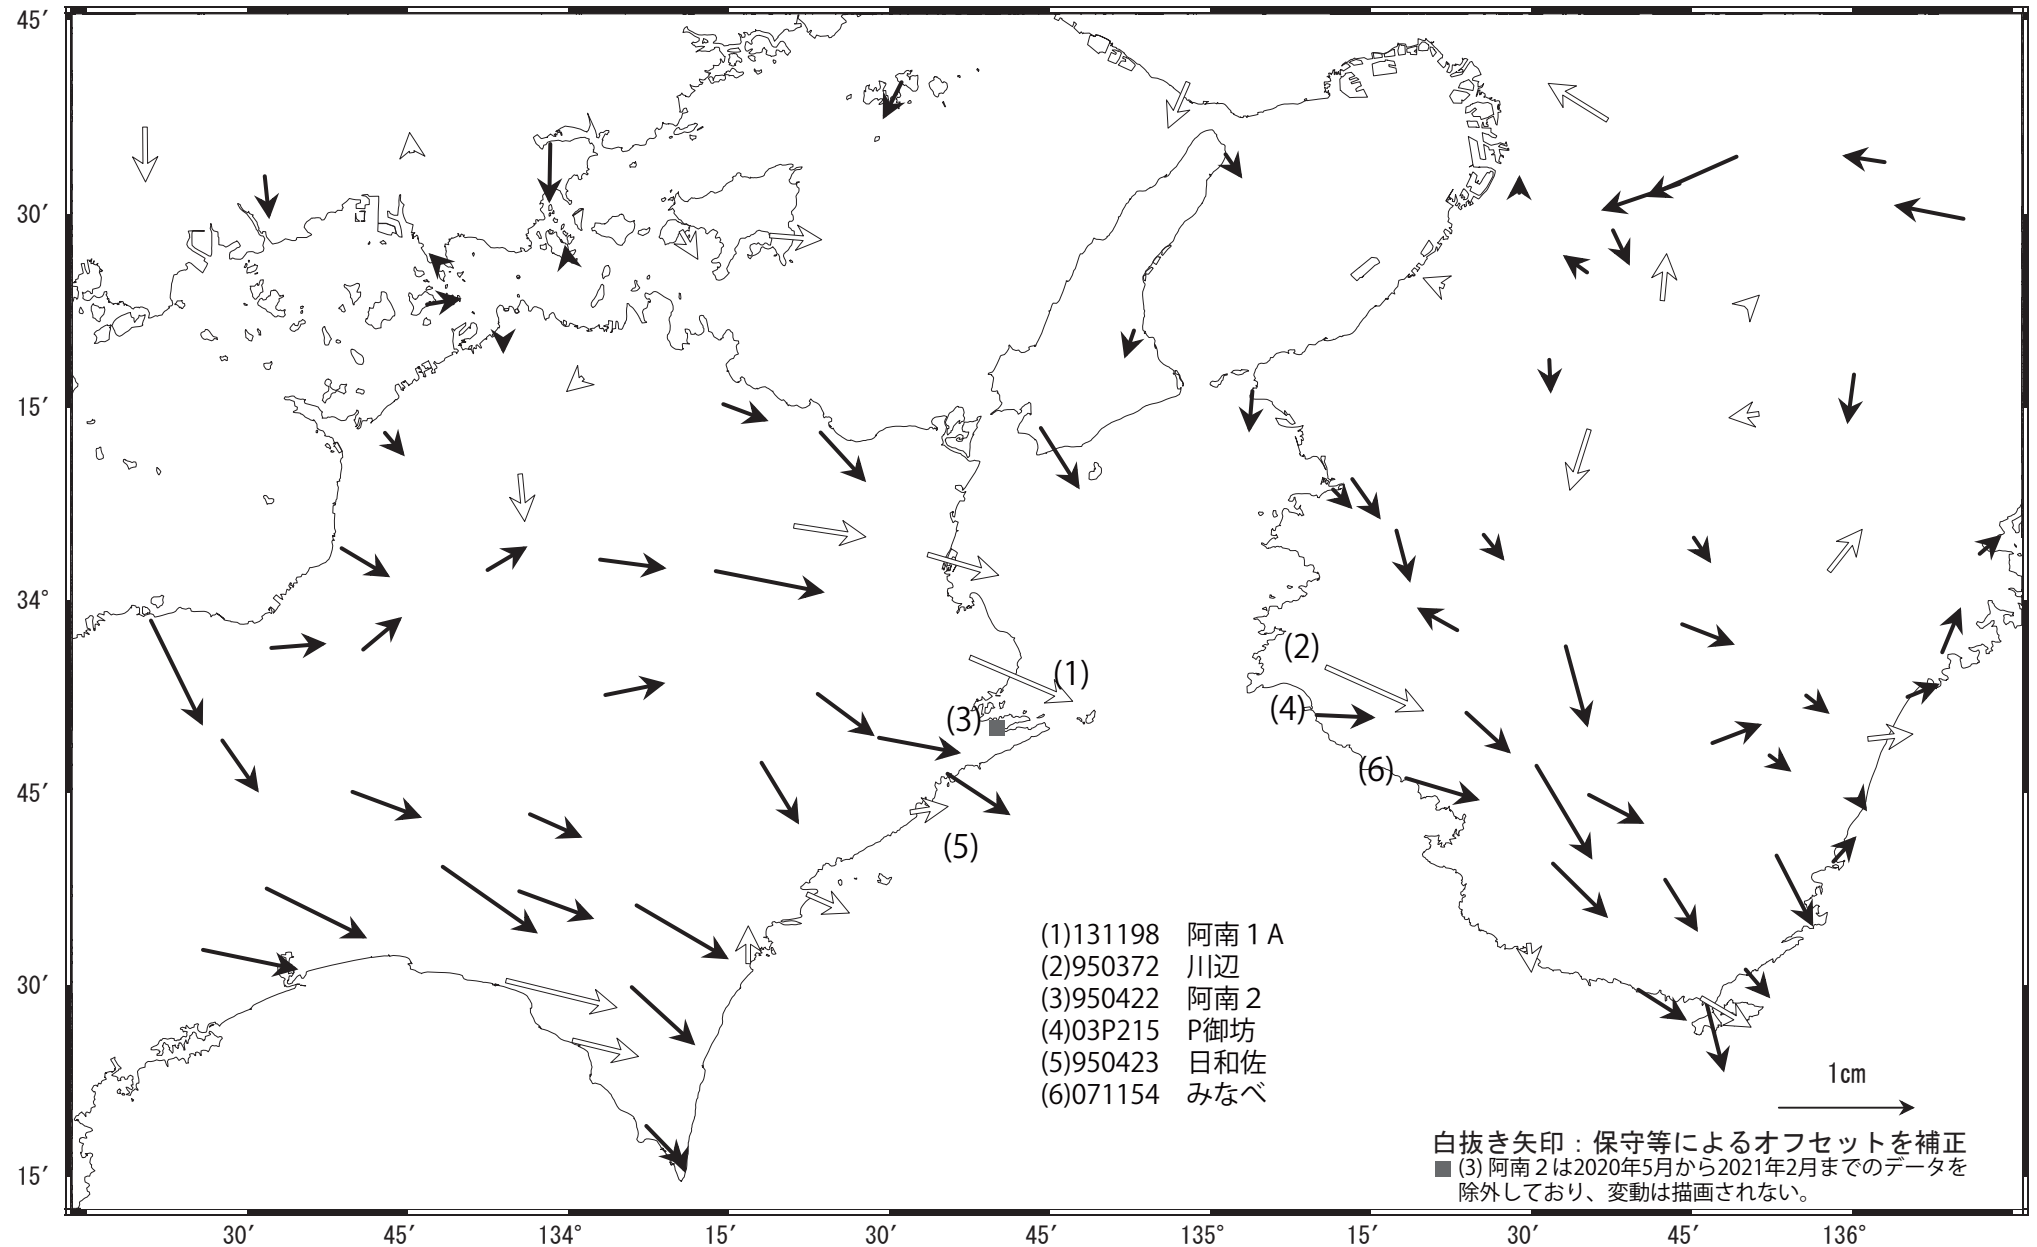 45′
30′
15′
34°
45′
30′
15′
(1)
(2)
(3)
(4)
(5)
(6)
(1)131198 阿南１A
(2)950372 川辺
(3)950422 阿南２
(4)03P215 P御坊
(5)950423 日和佐
(6)071154 みなべ
1cm
白抜き矢印：保守等によるオフセットを補正
■ (3) 阿南２は2020年5月から2021年2月までのデータを
除外しており、変動は描画されない。
30′ 45′ 134° 15′ 30′ 45′ 135° 15′ 30′ 45′ 136°